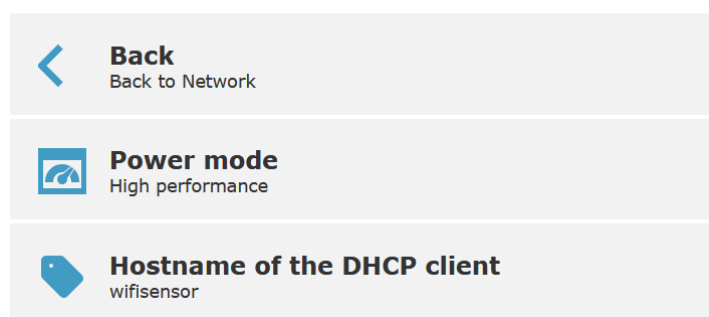 Back
Back to Network
Power mode
High performance
Hostname of the DHCP client
wifisensor